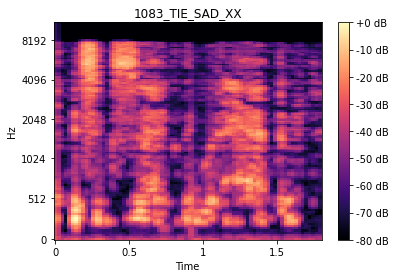 1083_TIE_SAD_XX
+0 dB
8192
-10 dB
4096
-20 dB
-30 dB
2048
Hz
-40 dB
1024
-50 dB
512
-60 dB
-70 dB
0
-80 dB
0 0.5 1 1.5
Time